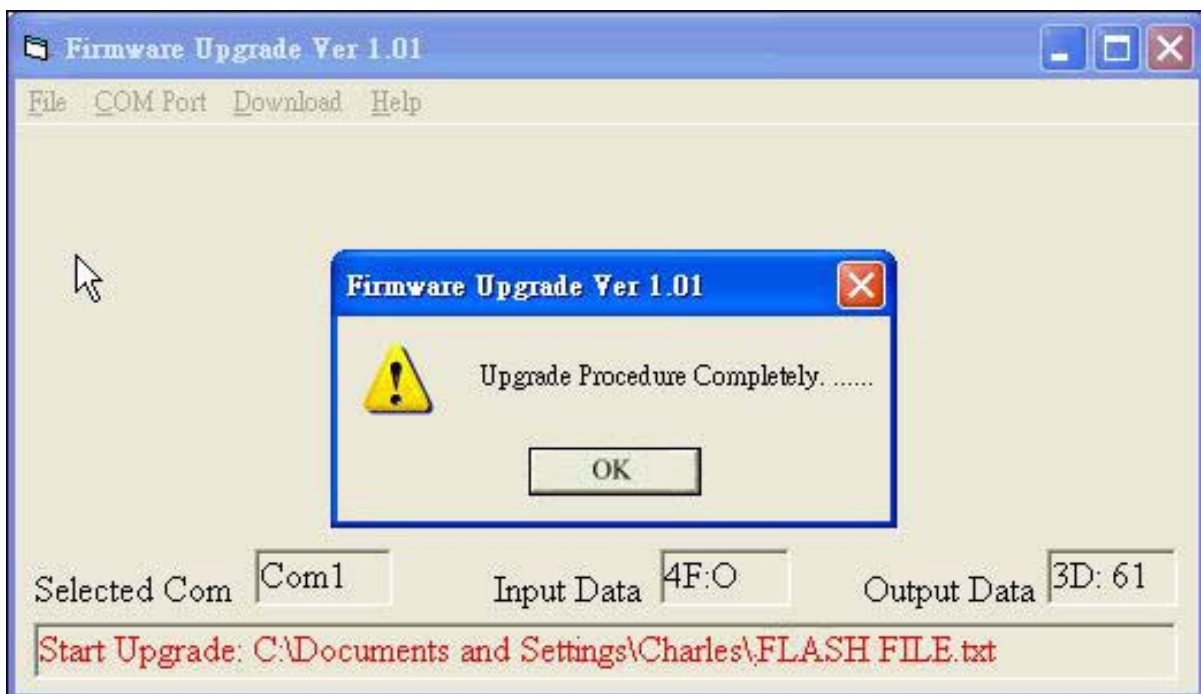 Firmware Upgrade Ver 1.01
File COM Port Download Help
Firmware Upgrade Ver 1.01
Upgrade Procedure Completely. ......
OK
Selected Com Com1 Input Data 4F:O Output Data 3D: 61
Start Upgrade: C:\Documents and Settings\Charles\FLASH FILE.txt